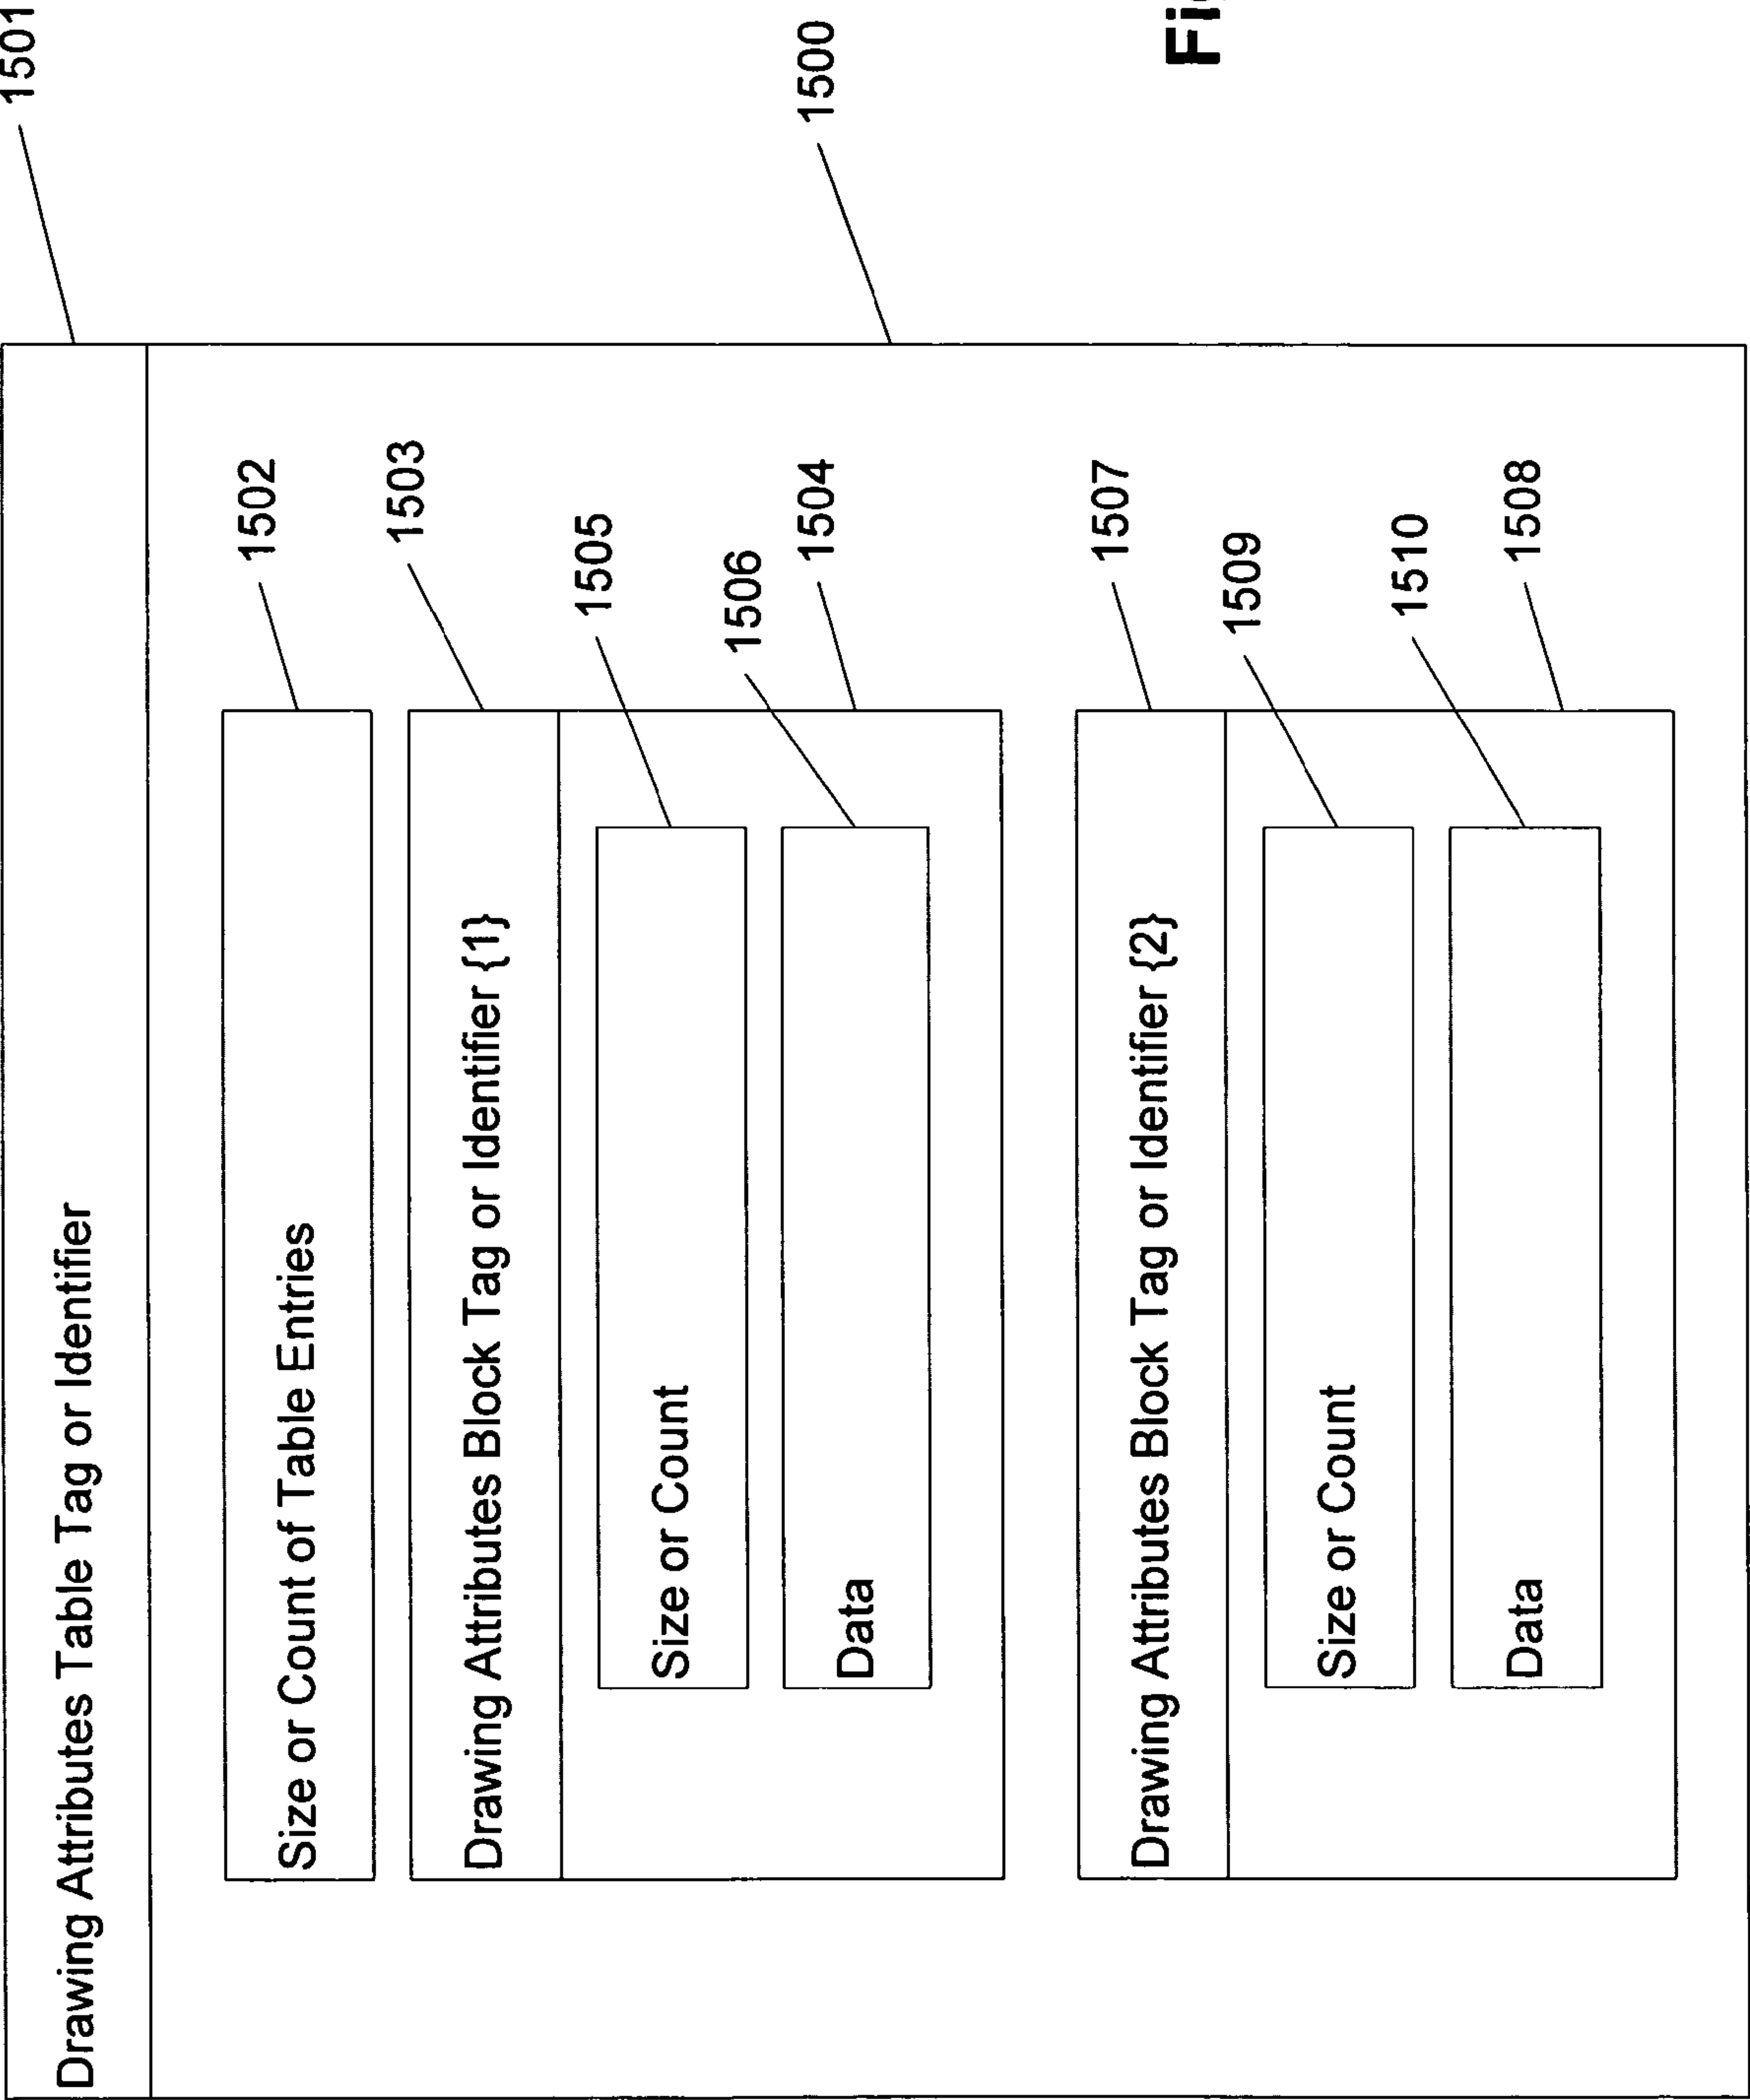 Drawing Attributes Table Tag or Identifier
1501
Size or Count of Table Entries
1502
Drawing Attributes Block Tag or Identifier {1}
1503
Size or Count
1505
Data
1506
1504
1500
Drawing Attributes Block Tag or Identifier {2}
1507
Size or Count
1509
Data
1510
1508